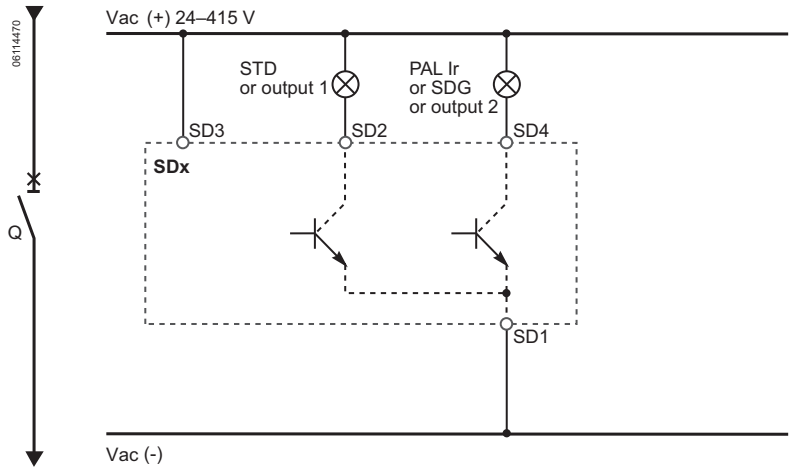 06114470
Vac (+) 24–415 V
STD
or output 1
PAL Ir
or SDG
or output 2
SD3
SD2
SD4
SDx
Q
SD1
Vac (-)